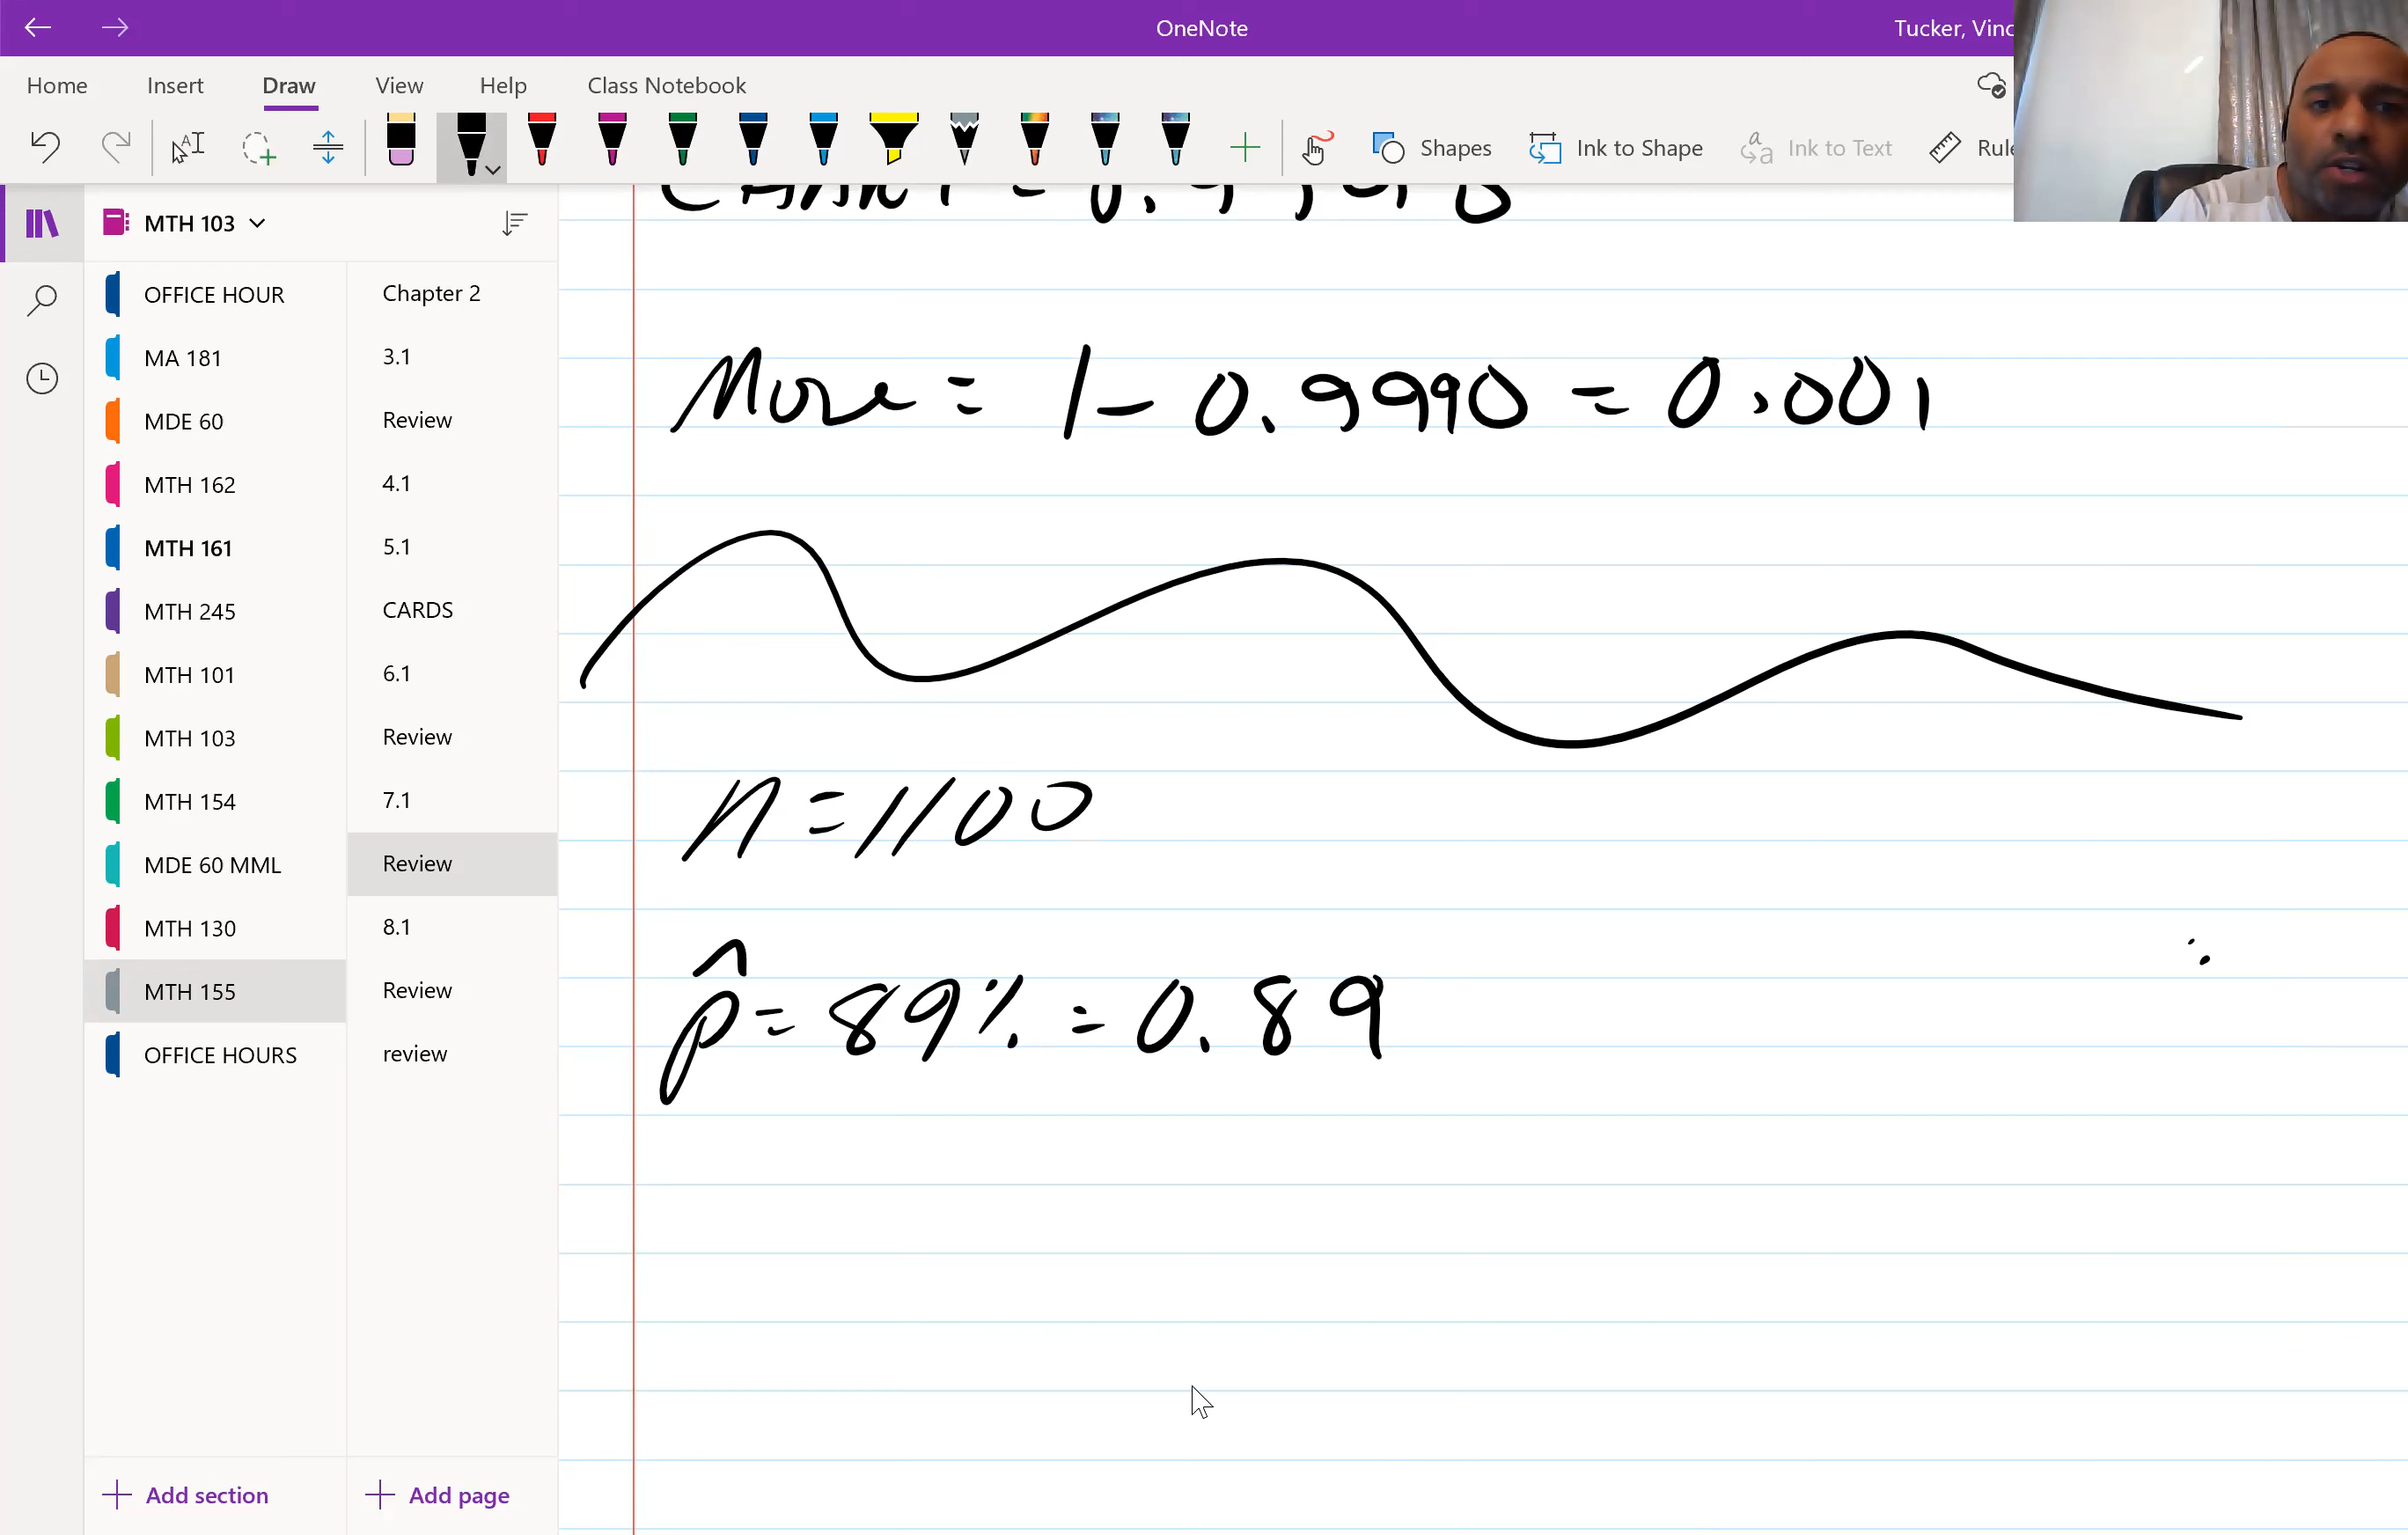 OneNote
Tucker, Vinc
Home Insert Draw View Help Class Notebook
Shapes Ink to Shape Ink to Text Rule
MTH 103
OFFICE HOUR
MA 181
MDE 60
MTH 162
MTH 161
MTH 245
MTH 101
MTH 103
MTH 154
MDE 60 MML
MTH 130
MTH 155
OFFICE HOURS
Add section
Chapter 2
3.1
Review
4.1
5.1
CARDS
6.1
Review
7.1
Review
8.1
Review
review
Add page
More = 1 - 0.9990 = 0.001
n = 1100
p̂ = 89% = 0.89